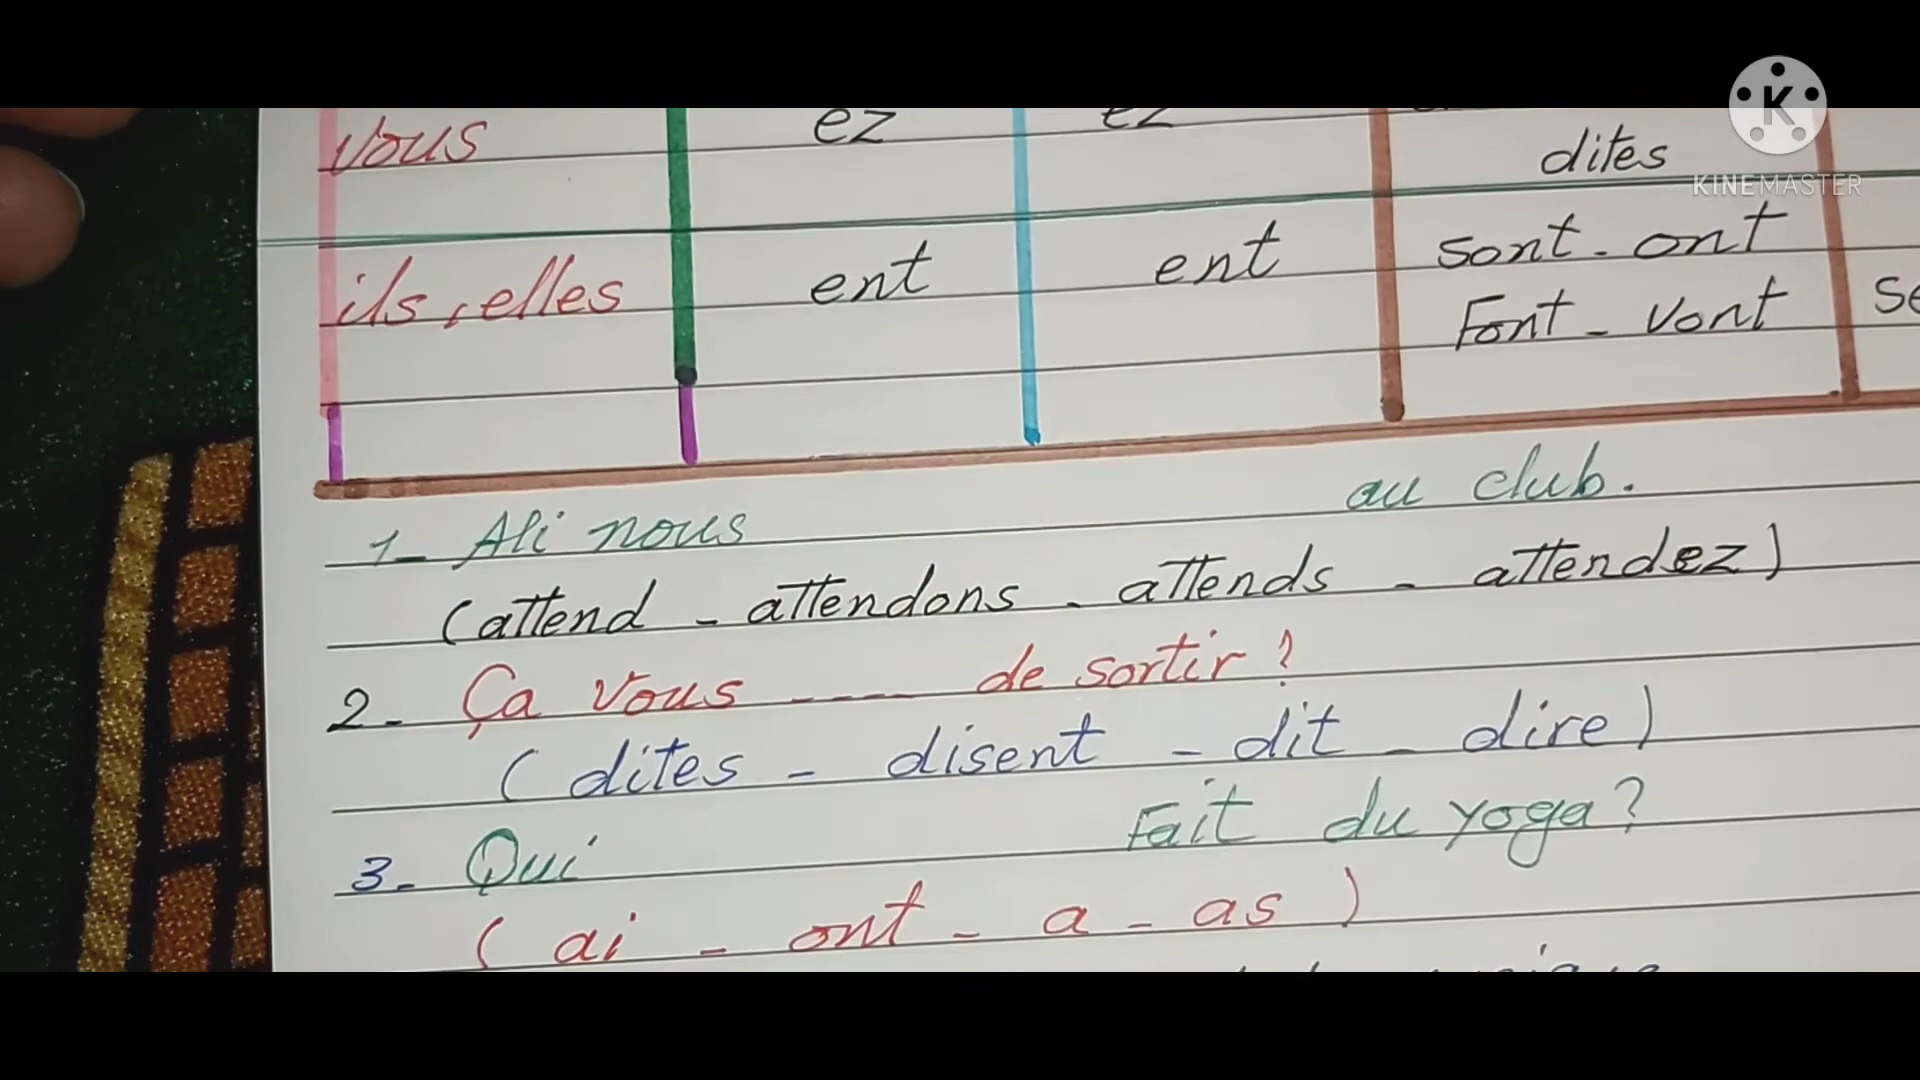 vous ez ez dites
ils, elles ent ent sont - ont
Font - vont
1- Ali nous au club.
(attend - attendons - attends - attendez)
2- Ça vous ---- de sortir ?
(dites - disent - dit - dire)
3- Qui Fait du yoga ?
(ai - ont - a - as)
K
KINEMASTER